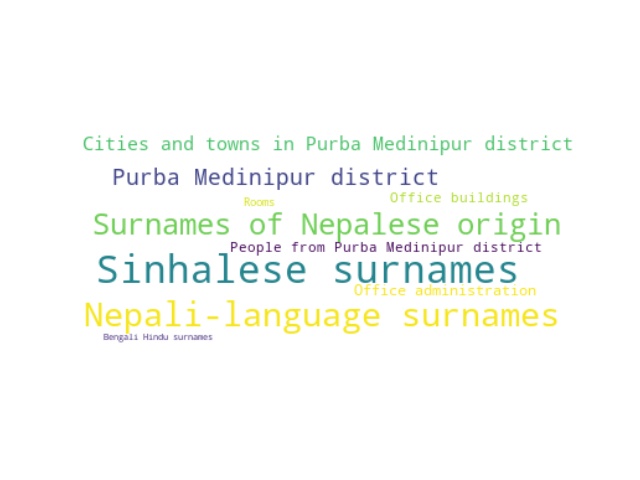 Cities and towns in Purba Medinipur district
Purba Medinipur district
Office buildings
Rooms
Surnames of Nepalese origin
People from Purba Medinipur district
Sinhalese surnames
Office administration
Nepali-language surnames
Bengali Hindu surnames